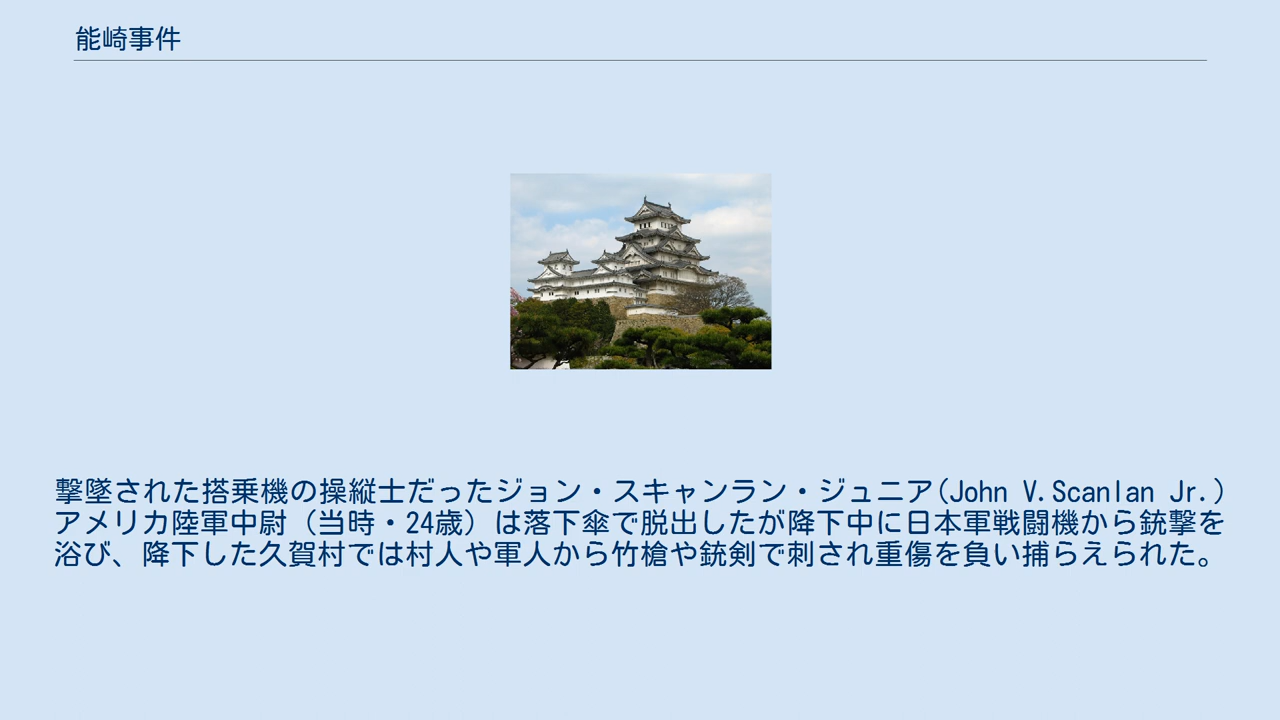 能崎事件
撃墜された搭乗機の操縦士だったジョン・スキャンラン・ジュニア(John V.Scanlan Jr.)
アメリカ陸軍中尉（当時・24歳）は落下傘で脱出したが降下中に日本軍戦闘機から銃撃を
浴び、降下した久賀村では村人や軍人から竹槍や銃剣で刺され重傷を負い捕らえられた。